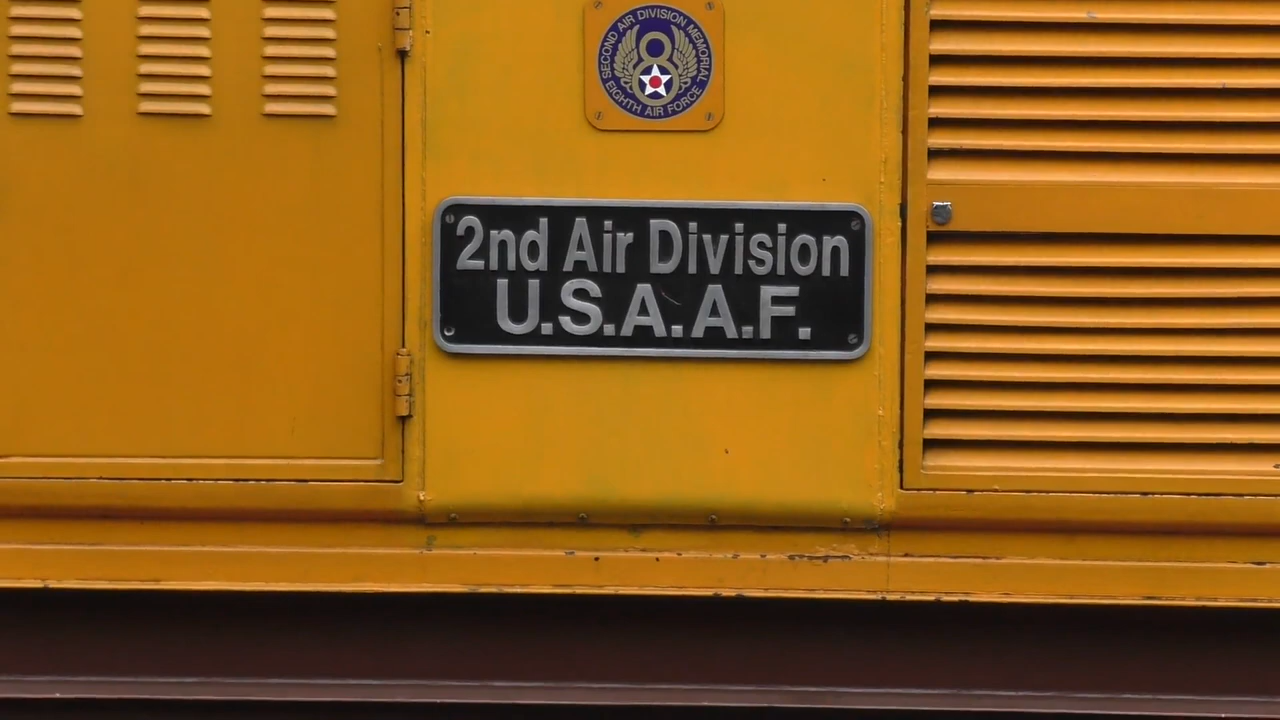 SECOND AIR DIVISION MEMORIAL
8
EIGHTH AIR FORCE
2nd Air Division
U.S.A.A.F.